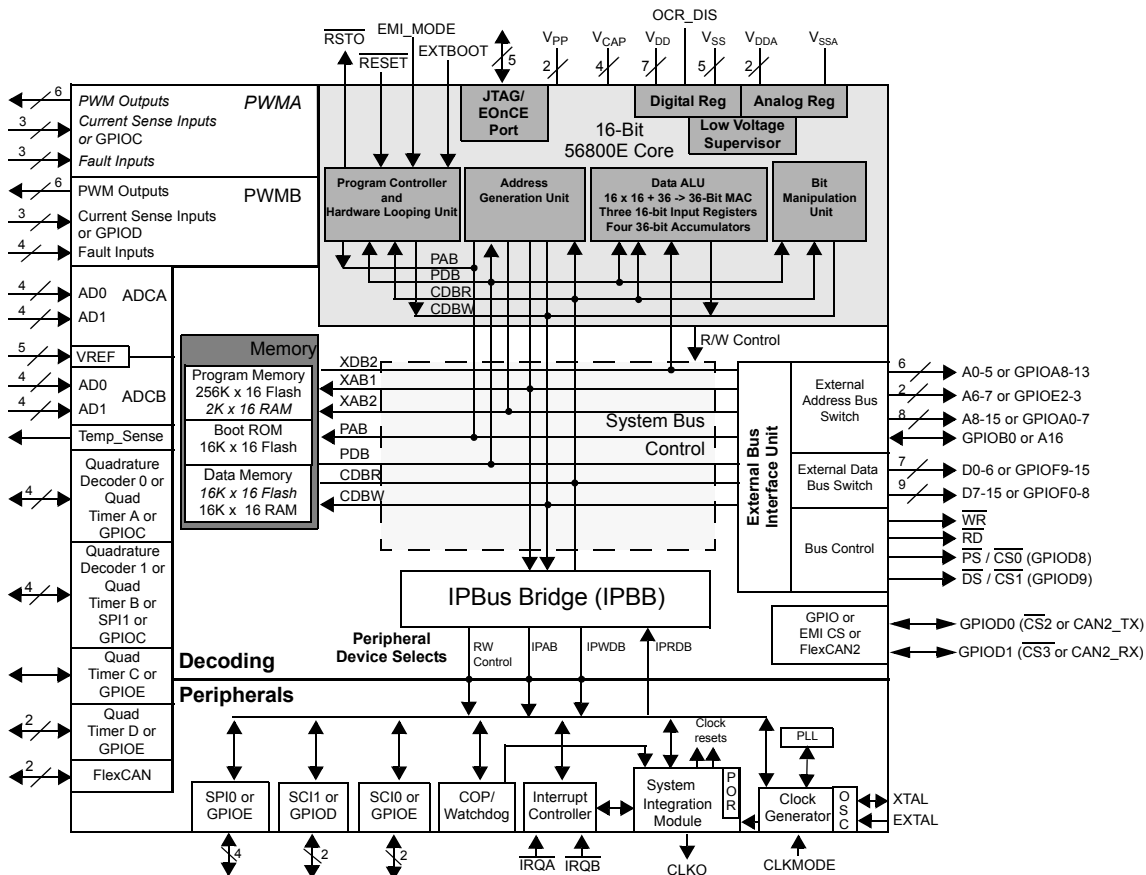 OCR_DIS
RSTO
EMI_MODE
RESET
EXTBOOT
5
VPP
2
VCAP
4
VDD
7
VSS
5
VDDA
2
VSSA
6
PWM Outputs
PWMA
3
Current Sense Inputs
or GPIOC
3
Fault Inputs
6
PWM Outputs
PWMB
3
Current Sense Inputs
or GPIOD
4
Fault Inputs
JTAG/
EOnCE
Port
Digital Reg
Analog Reg
Low Voltage
Supervisor
16-Bit
56800E Core
Program Controller
and
Hardware Looping Unit
Address
Generation Unit
Data ALU
16 x 16 + 36 -> 36-Bit MAC
Three 16-bit Input Registers
Four 36-bit Accumulators
Bit
Manipulation
Unit
PAB
PDB
CDBR
CDBW
4
AD0
ADCA
4
AD1
5
VREF
4
AD0
ADCB
4
AD1
Temp_Sense
Quadrature
Decoder 0 or
4
Quad
Timer A or
GPIOC
Quadrature
Decoder 1 or
4
Quad
Timer B or
SPI1 or
GPIOC
Quad
Timer C or
GPIOE
2
Quad
Timer D or
GPIOE
2
FlexCAN
Memory
Program Memory
256K x 16 Flash
2K x 16 RAM
Boot ROM
16K x 16 Flash
Data Memory
16K x 16 Flash
16K x 16 RAM
XDB2
XAB1
XAB2
PAB
PDB
CDBR
CDBW
R/W Control
System Bus
Control
External Bus
Interface Unit
External
Address Bus
Switch
External Data
Bus Switch
Bus Control
6
A0-5 or GPIOA8-13
2
A6-7 or GPIOE2-3
8
A8-15 or GPIOA0-7
GPIOB0 or A16
7
D0-6 or GPIOF9-15
9
D7-15 or GPIOF0-8
WR
RD
PS / CS0 (GPIOD8)
DS / CS1 (GPIOD9)
GPIO or
EMI CS or
FlexCAN2
GPIOD0 (CS2 or CAN2_TX)
GPIOD1 (CS3 or CAN2_RX)
IPBus Bridge (IPBB)
Peripheral
Device Selects
RW
Control
IPAB
IPWDB
IPRDB
Decoding
Peripherals
Clock
resets
PLL
SPI0 or
GPIOE
SCI1 or
GPIOD
SCI0 or
GPIOE
COP/
Watchdog
Interrupt
Controller
System
Integration
Module
POR
Clock
Generator
OSC
XTAL
EXTAL
4
2
2
IRQA
IRQB
CLKO
CLKMODE